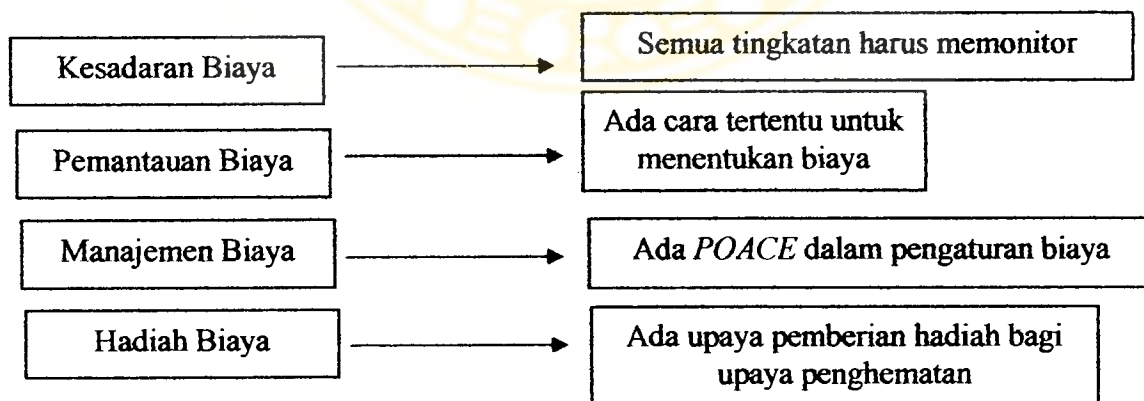 Kesadaran Biaya
Semua tingkatan harus memonitor
Pemantauan Biaya
Ada cara tertentu untuk
menentukan biaya
Manajemen Biaya
Ada POACE dalam pengaturan biaya
Hadiah Biaya
Ada upaya pemberian hadiah bagi
upaya penghematan